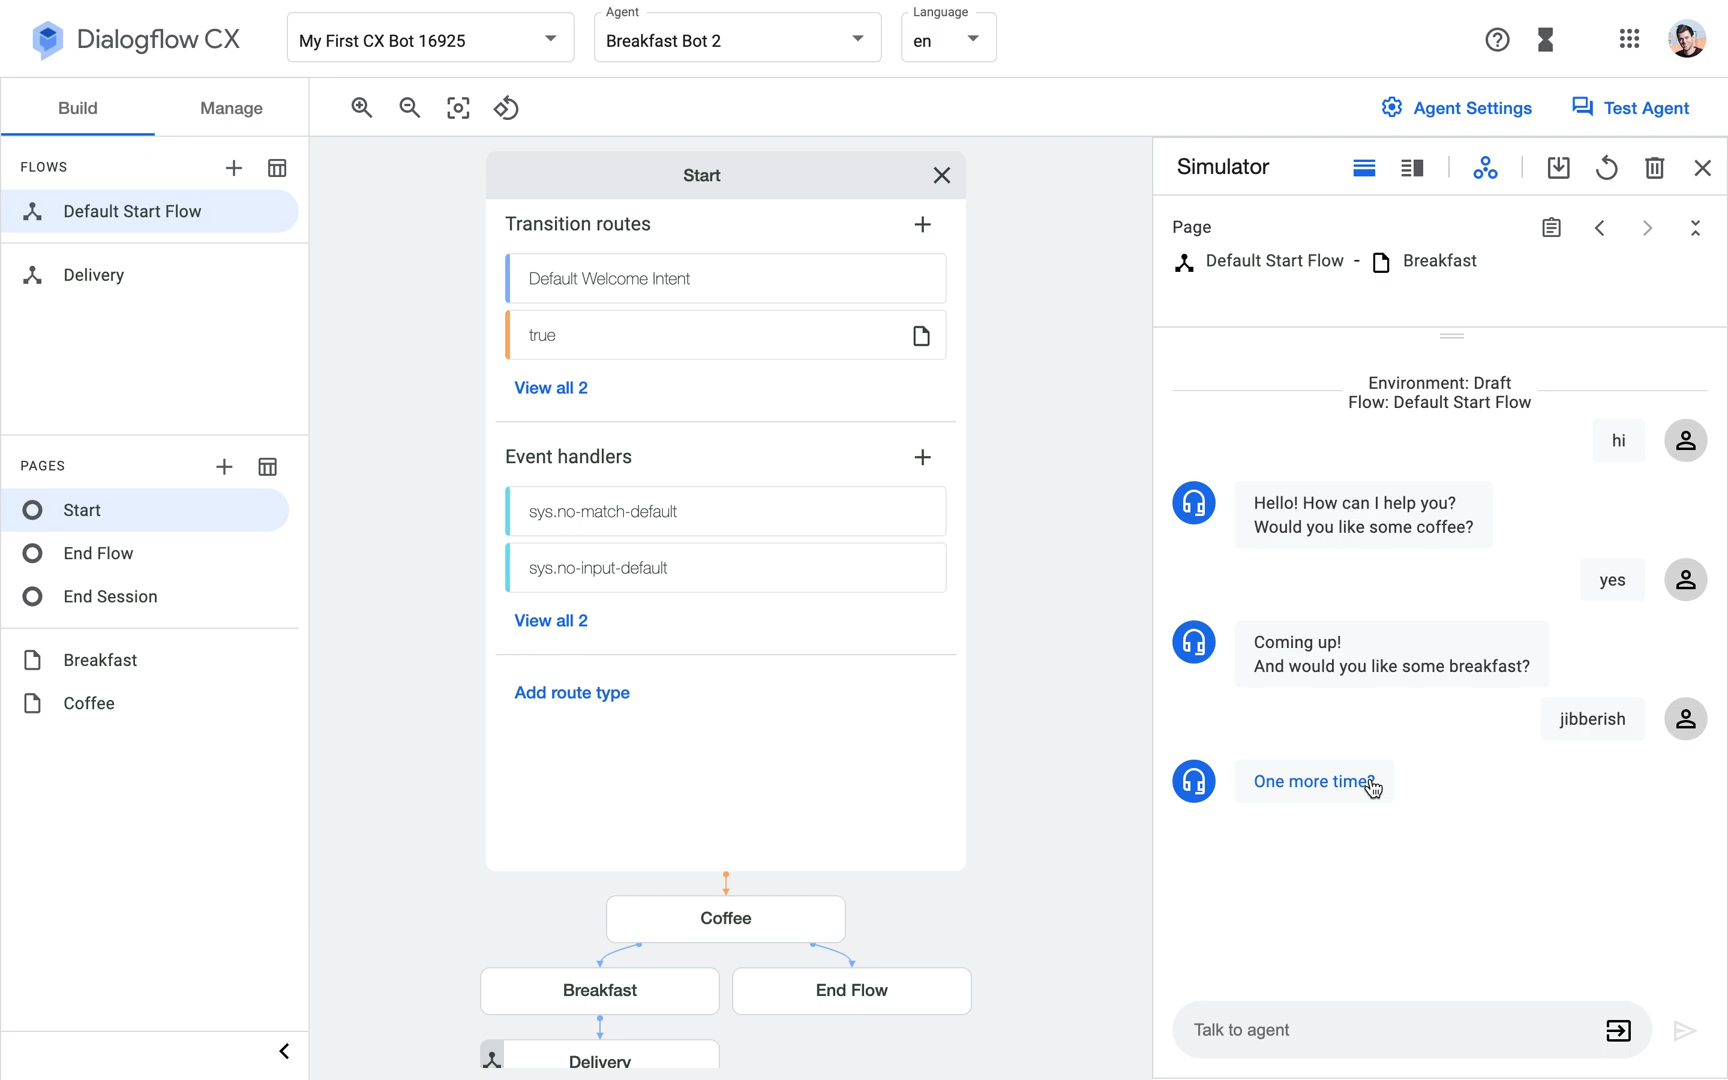 Dialogflow CX
My First CX Bot 16925
Agent
Breakfast Bot 2
Language
en
Build
Manage
Agent Settings
Test Agent
FLOWS
Default Start Flow
Delivery
PAGES
Start
End Flow
End Session
Breakfast
Coffee
Start
Transition routes
Default Welcome Intent
true
View all 2
Event handlers
sys.no-match-default
sys.no-input-default
View all 2
Add route type
Coffee
Breakfast
End Flow
Delivery
Simulator
Page
Default Start Flow - Breakfast
Environment: Draft
Flow: Default Start Flow
hi
Hello! How can I help you?
Would you like some coffee?
yes
Coming up!
And would you like some breakfast?
jibberish
One more time?
Talk to agent